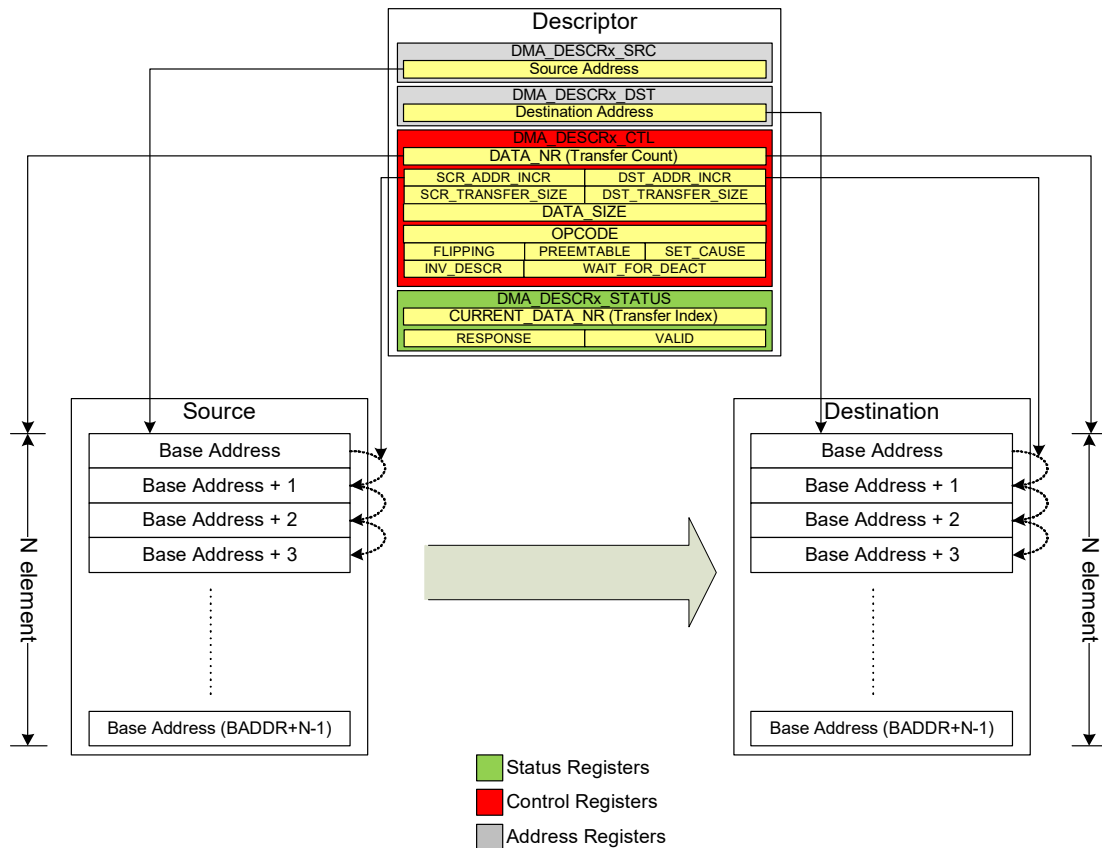 Descriptor
DMA_DESCRx_SRC
Source Address
DMA_DESCRx_DST
Destination Address
DMA_DESCRx_CTL
DATA_NR (Transfer Count)
SCR_ADDR_INCR DST_ADDR_INCR
SCR_TRANSFER_SIZE DST_TRANSFER_SIZE
DATA_SIZE
OPCODE
FLIPPING PREEMTABLE SET_CAUSE
INV_DESCR WAIT_FOR_DEACT
DMA_DESCRx_STATUS
CURRENT_DATA_NR (Transfer Index)
RESPONSE VALID
Source
Base Address
Base Address + 1
Base Address + 2
Base Address + 3
Base Address (BADDR+N-1)
N element
Destination
Base Address
Base Address + 1
Base Address + 2
Base Address + 3
Base Address (BADDR+N-1)
N element
Status Registers
Control Registers
Address Registers